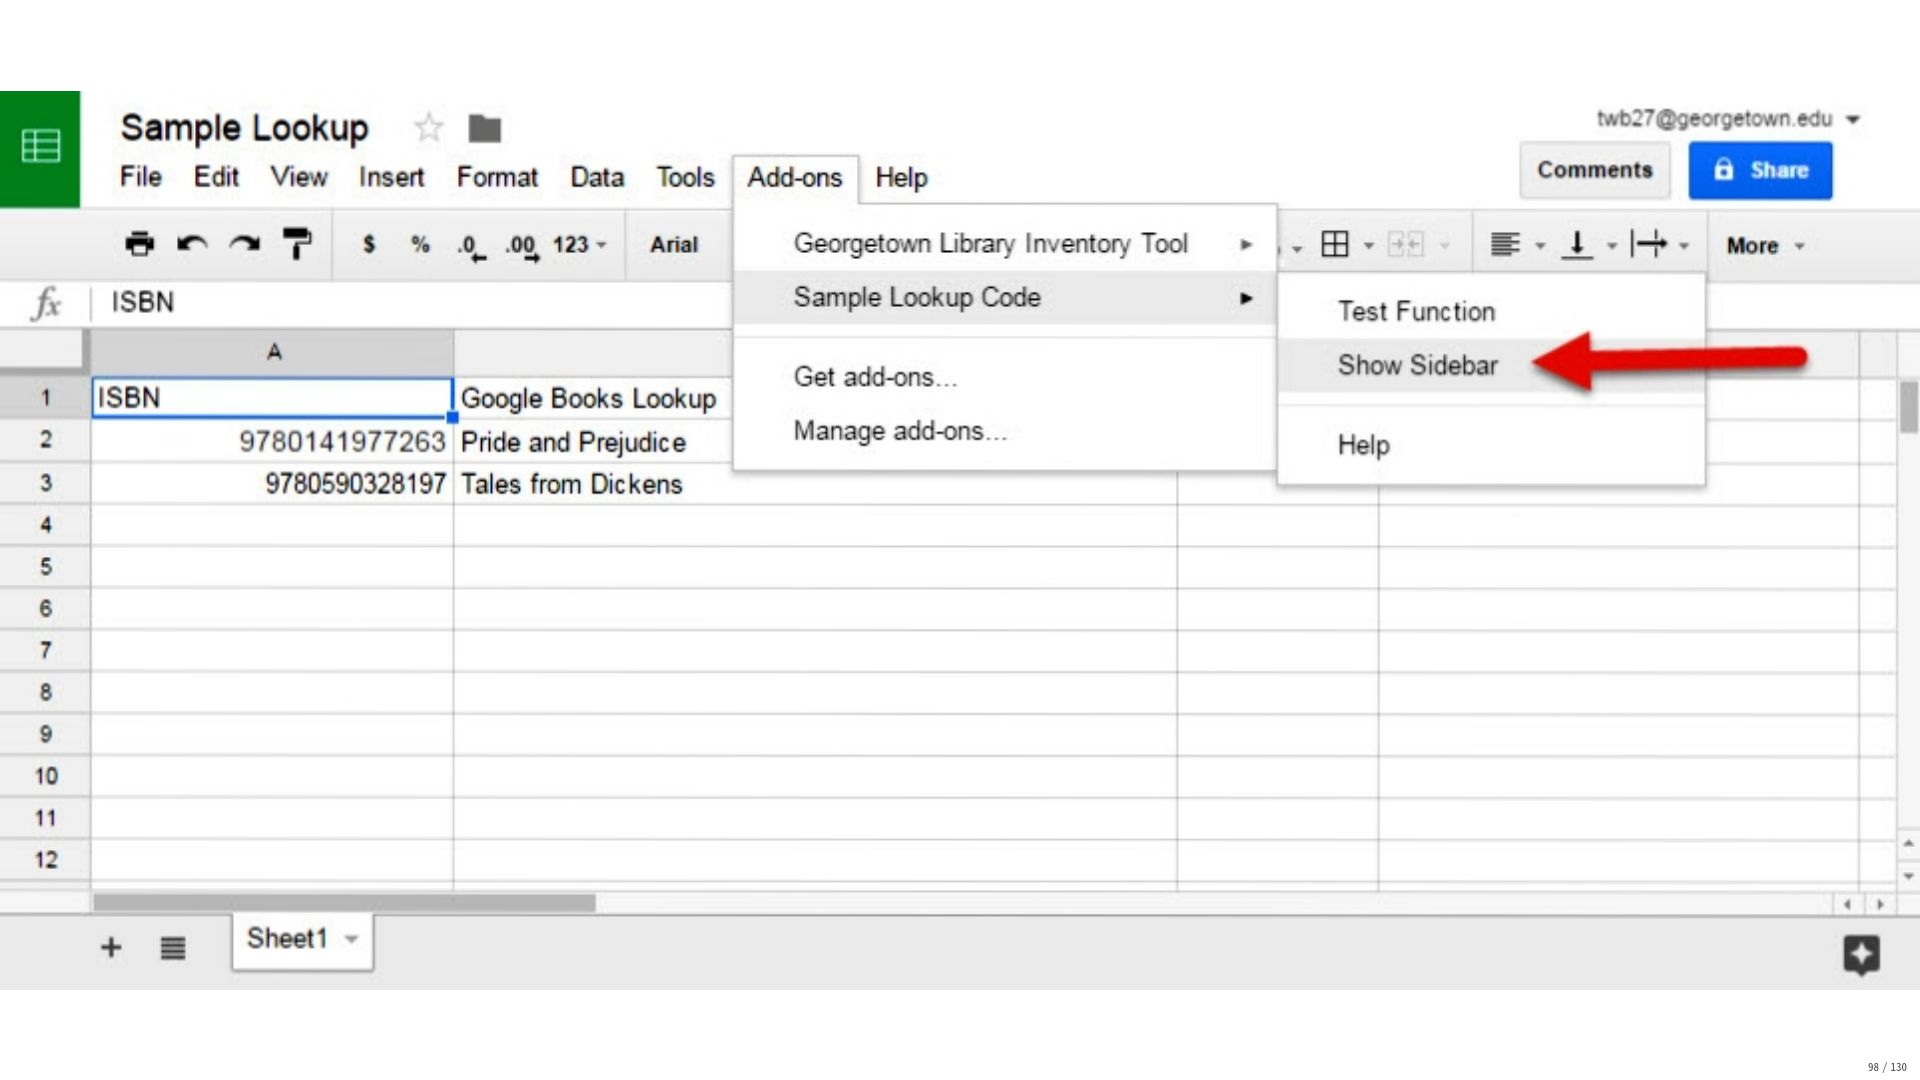 Sample Lookup
twb27@georgetown.edu
File Edit View Insert Format Data Tools Add-ons Help
Comments
Share
$ % .0 .00 123 Arial
More
Georgetown Library Inventory Tool
Sample Lookup Code
Get add-ons...
Manage add-ons...
Test Function
Show Sidebar
Help
fx ISBN
A
1 ISBN Google Books Lookup
2 9780141977263 Pride and Prejudice
3 9780590328197 Tales from Dickens
4
5
6
7
8
9
10
11
12
Sheet1
98 / 130